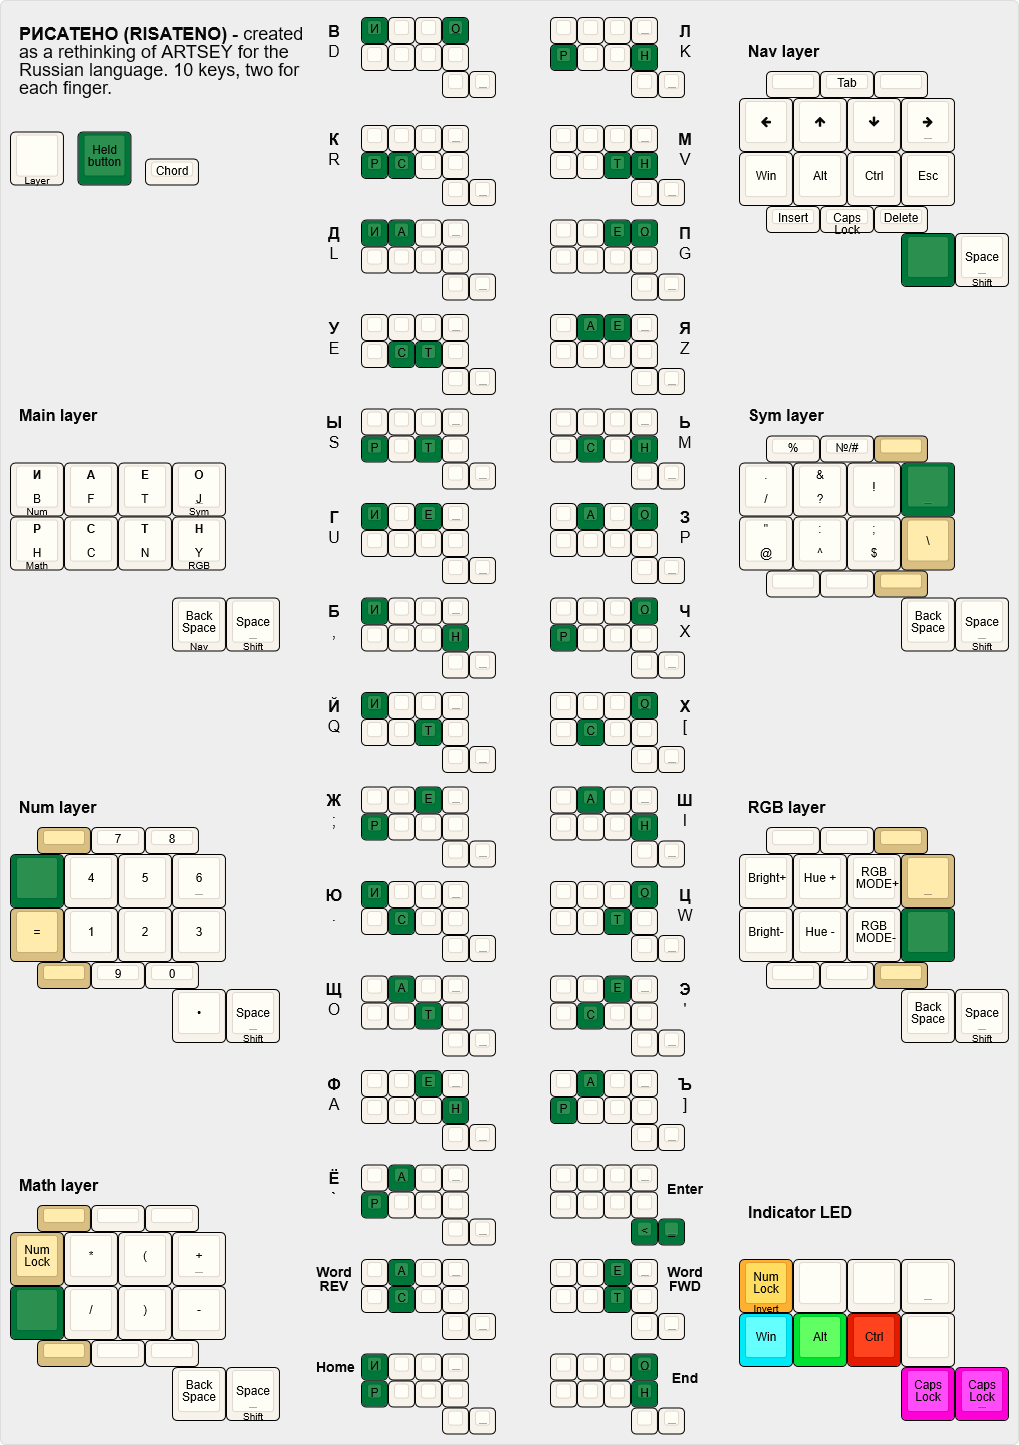 РИСАТЕНО (RISATENO) - created
as a rethinking of ARTSEY for the
Russian language. 10 keys, two for
each finger.
Layer
Held
button
Chord
Main layer
И А Е О
B F T J
Num Sym
Р С Т Н
H C N Y
Math RGB
Back
Space
Nav
Space
_
Shift
Num layer
7 8
4 5 6
_
= 1 2 3
9 0
•
Space
_
Shift
Math layer
Num
Lock
* ( +
_
/ ) -
Back
Space
Space
_
Shift
В
D
И О
_
К
R
_
Р С
_
Д
L
И А _
_
У
E
_
С Т
_
Ы
S
_
Р Т
_
Г
U
И Е _
_
Б
,
И _
Н
_
Й
Q
И _
Т
_
Ж
;
Е _
Р
_
Ю
.
И _
С
_
Щ
O
А _
Т
_
Ф
A
Е _
Н
_
Ё
`
А _
Р
_
Word
REV
А _
С
_
Home
И _
Р
_
Л
K
_
Р Н
_
М
V
_
Т Н
_
П
G
Е О
_
Я
Z
А Е _
_
Ь
M
_
С Н
_
З
P
А О
_
Ч
X
О
Р
_
Х
[
О
С
_
Ш
I
А _
Н
_
Ц
W
О
Т
_
Э
'
Е _
С
_
Ъ
]
А _
Р
_
Enter
_
< _
Word
FWD
Е _
Т
_
End
О
Н
_
Nav layer
Tab
🡰 🡱 🡳 🡲
_
Win Alt Ctrl Esc
Insert Caps
Lock Delete
Space
_
Shift
Sym layer
% №/#
. & !
/ ? _
" : ; \
@ ^ $
Back
Space
Space
_
Shift
RGB layer
Bright+ Hue + RGB
MODE+ _
Bright- Hue - RGB
MODE-
Back
Space
Space
_
Shift
Indicator LED
Num
Lock
Invert
_
Win Alt Ctrl
Caps
Lock
Caps
Lock
_